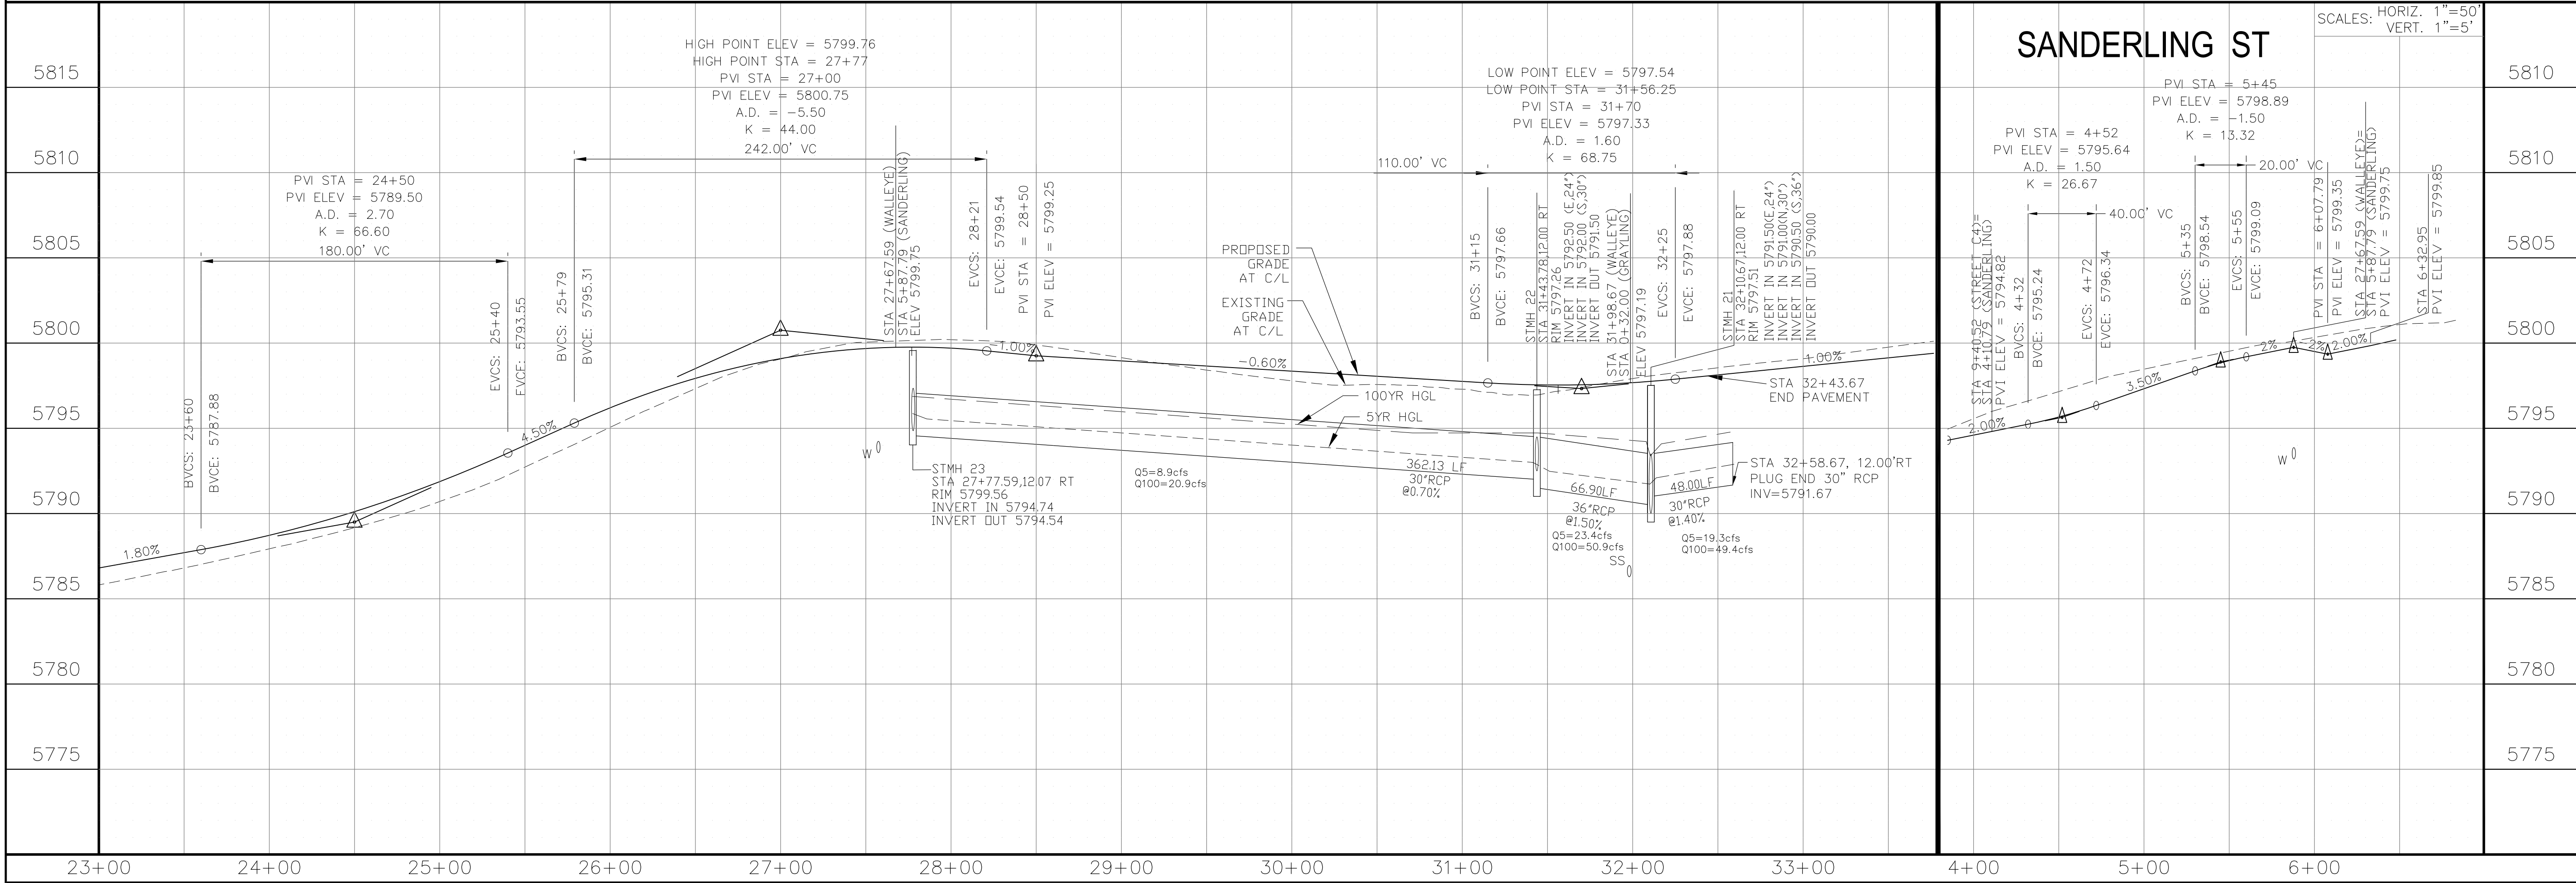 SCALES: HORIZ. 1"=50'
VERT. 1"=5'
SANDERLING ST
5815
5810
5805
5800
5795
5790
5785
5780
5775
HIGH POINT ELEV = 5799.76
HIGH POINT STA = 27+77
PVI STA = 27+00
PVI ELEV = 5800.75
A.D. = -5.50
K = 44.00
242.00' VC
PVI STA = 24+50
PVI ELEV = 5789.50
A.D. = 2.70
K = 66.60
180.00' VC
BVCS: 23+60
BVCE: 5787.88
EVCS: 25+40
EVCE: 5793.55
BVCS: 25+79
BVCE: 5795.31
1.80%
4.50%
STA 27+67.59 (WALLEYE)
STA 5+87.79 (SANDERLING)
ELEV 5799.75
EVCS: 28+21
EVCE: 5799.54
PVI STA = 28+50
PVI ELEV = 5799.25
-1.00%
-0.60%
PROPOSED
GRADE
AT C/L
EXISTING
GRADE
AT C/L
100YR HGL
5YR HGL
W
STMH 23
STA 27+77.59,12.07 RT
RIM 5799.56
INVERT IN 5794.74
INVERT OUT 5794.54
Q5=8.9cfs
Q100=20.9cfs
362.13 LF
30"RCP
@0.70%
LOW POINT ELEV = 5797.54
LOW POINT STA = 31+56.25
PVI STA = 31+70
PVI ELEV = 5797.33
A.D. = 1.60
K = 68.75
110.00' VC
BVCS: 31+15
BVCE: 5797.66
STMH 22
STA 31+43.78,12.00 RT
RIM 5797.26
INVERT IN 5792.50 (E,24")
INVERT IN 5792.00 (S,30")
INVERT OUT 5791.50
STA 31+98.67 (WALLEYE)
STA 0+32.00 (GRAYLING)
ELEV 5797.19
EVCS: 32+25
EVCE: 5797.88
STMH 21
STA 32+10.67,12.00 RT
RIM 5797.51
INVERT IN 5791.50(E,24")
INVERT IN 5791.00(N,30")
INVERT IN 5790.50 (S,36")
INVERT OUT 5790.00
1.00%
STA 32+43.67
END PAVEMENT
STA 32+58.67, 12.00'RT
PLUG END 30" RCP
INV=5791.67
66.90LF
36"RCP
@1.50%
Q5=23.4cfs
Q100=50.9cfs
48.00LF
30"RCP
@1.40%
Q5=19.3cfs
Q100=49.4cfs
SS
PVI STA = 4+52
PVI ELEV = 5795.64
A.D. = 1.50
K = 26.67
40.00' VC
PVI STA = 5+45
PVI ELEV = 5798.89
A.D. = -1.50
K = 13.32
20.00' VC
STA 9+40.52 (STREET C4)=
STA 4+10.79 (SANDERLING)
PVI ELEV = 5794.82
BVCS: 4+32
BVCE: 5795.24
EVCS: 4+72
EVCE: 5796.34
BVCS: 5+35
BVCE: 5798.54
EVCS: 5+55
EVCE: 5799.09
PVI STA = 6+07.79
PVI ELEV = 5799.35
STA 27+67.59 (WALLEYE)=
STA 5+87.79 (SANDERLING)
PVI ELEV = 5799.75
STA 6+32.95
PVI ELEV = 5799.85
2.00%
3.50%
2%
-2%
2.00%
W
5810
5810
5805
5800
5795
5790
5785
5780
5775
23+00 24+00 25+00 26+00 27+00 28+00 29+00 30+00 31+00 32+00 33+00 4+00 5+00 6+00